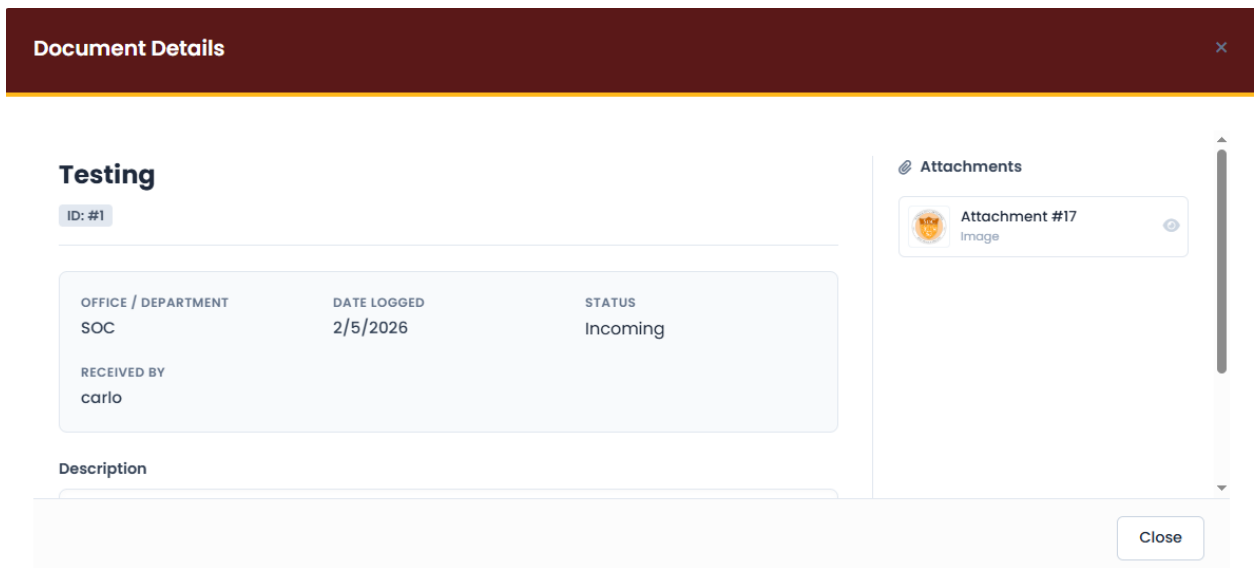 Document Details
Testing
ID: #1
OFFICE / DEPARTMENT
SOC
DATE LOGGED
2/5/2026
STATUS
Incoming
RECEIVED BY
carlo
Description
Attachments
Attachment #17
Image
Close